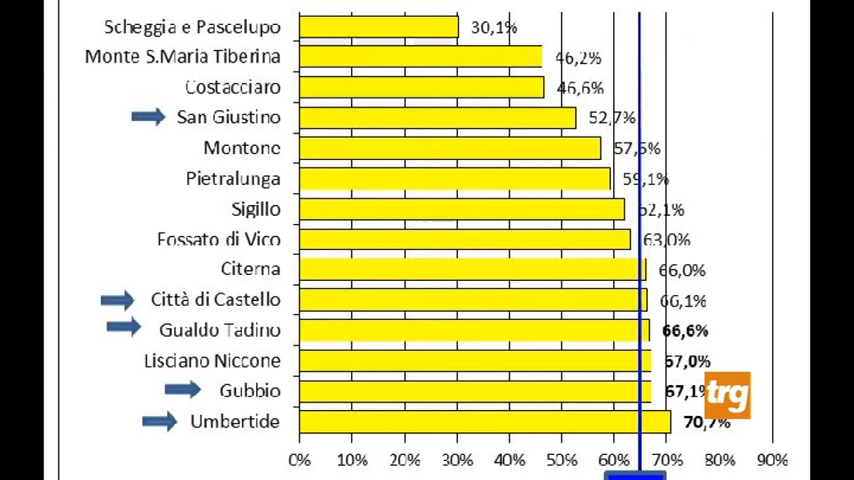 Scheggia e Pascelupo 30,1%
Monte S.Maria Tiberina 46,2%
Costacciaro 46,6%
San Giustino 52,7%
Montone 57,5%
Pietralunga 59,1%
Sigillo 62,1%
Fossato di Vico 63,0%
Citerna 66,0%
Città di Castello 66,1%
Gualdo Tadino 66,6%
Lisciano Niccone 67,0%
Gubbio 67,1% trg
Umbertide 70,7%
0% 10% 20% 30% 40% 50% 60% 70% 80% 90%